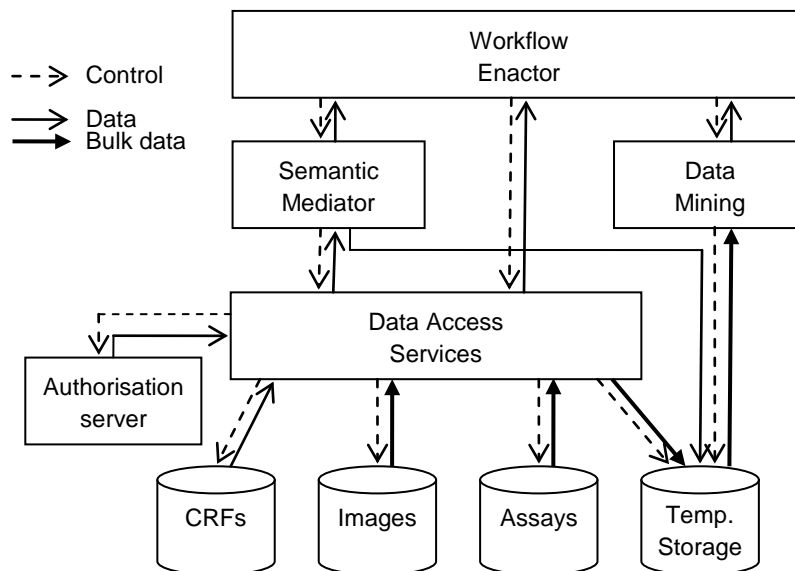 Workflow
Enactor
Control
Data
Bulk data
Semantic
Mediator
Data
Mining
Data Access
Services
Authorisation
server
CRFs
Images
Assays
Temp.
Storage